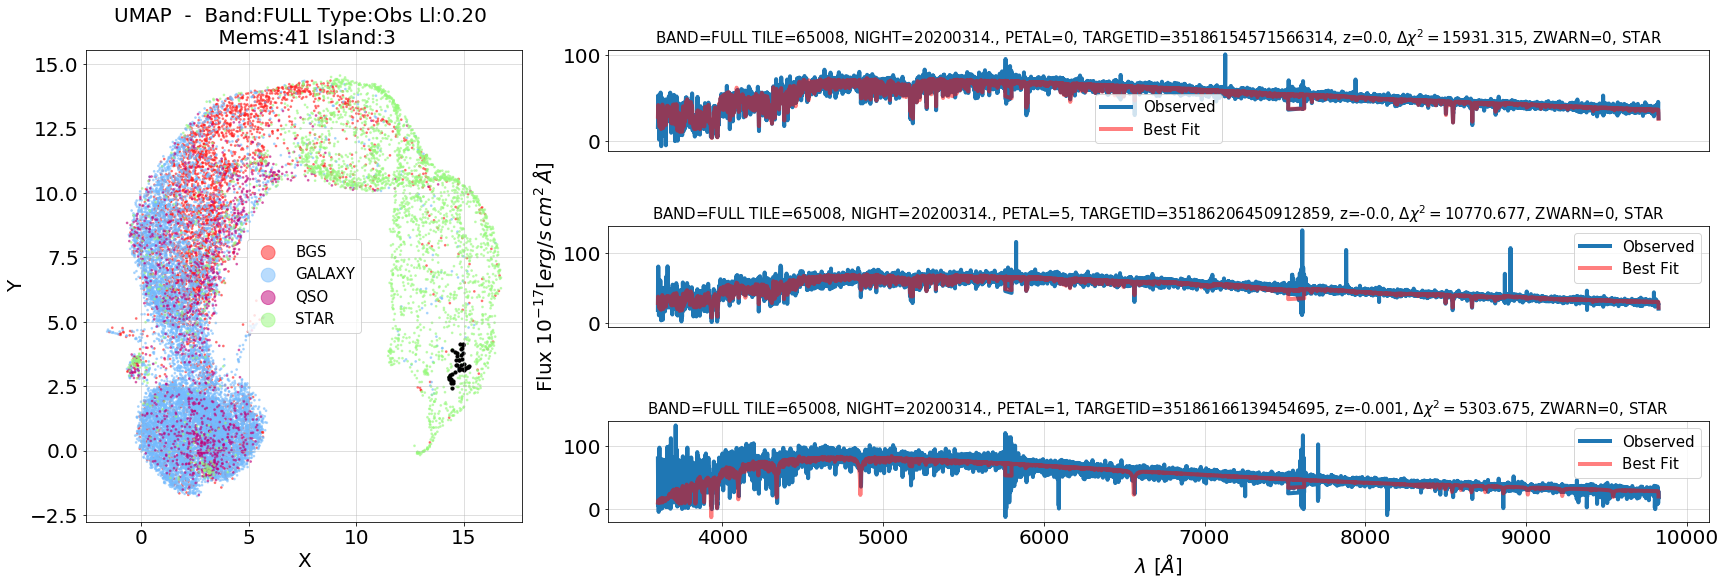 UMAP - Band:FULL Type:Obs Ll:0.20
Mems:41 Island:3
15.0
12.5
10.0
7.5
5.0
2.5
0.0
−2.5
Y
BGS
GALAXY
QSO
STAR
0
5
10
15
X
Flux 10⁻¹⁷[erg/s cm² Å]
BAND=FULL TILE=65008, NIGHT=20200314., PETAL=0, TARGETID=35186154571566314, z=0.0, Δχ² = 15931.315, ZWARN=0, STAR
100
0
Observed
Best Fit
BAND=FULL TILE=65008, NIGHT=20200314., PETAL=5, TARGETID=35186206450912859, z=-0.0, Δχ² = 10770.677, ZWARN=0, STAR
100
0
Observed
Best Fit
BAND=FULL TILE=65008, NIGHT=20200314., PETAL=1, TARGETID=35186166139454695, z=-0.001, Δχ² = 5303.675, ZWARN=0, STAR
100
0
Observed
Best Fit
4000
5000
6000
7000
8000
9000
10000
λ [Å]